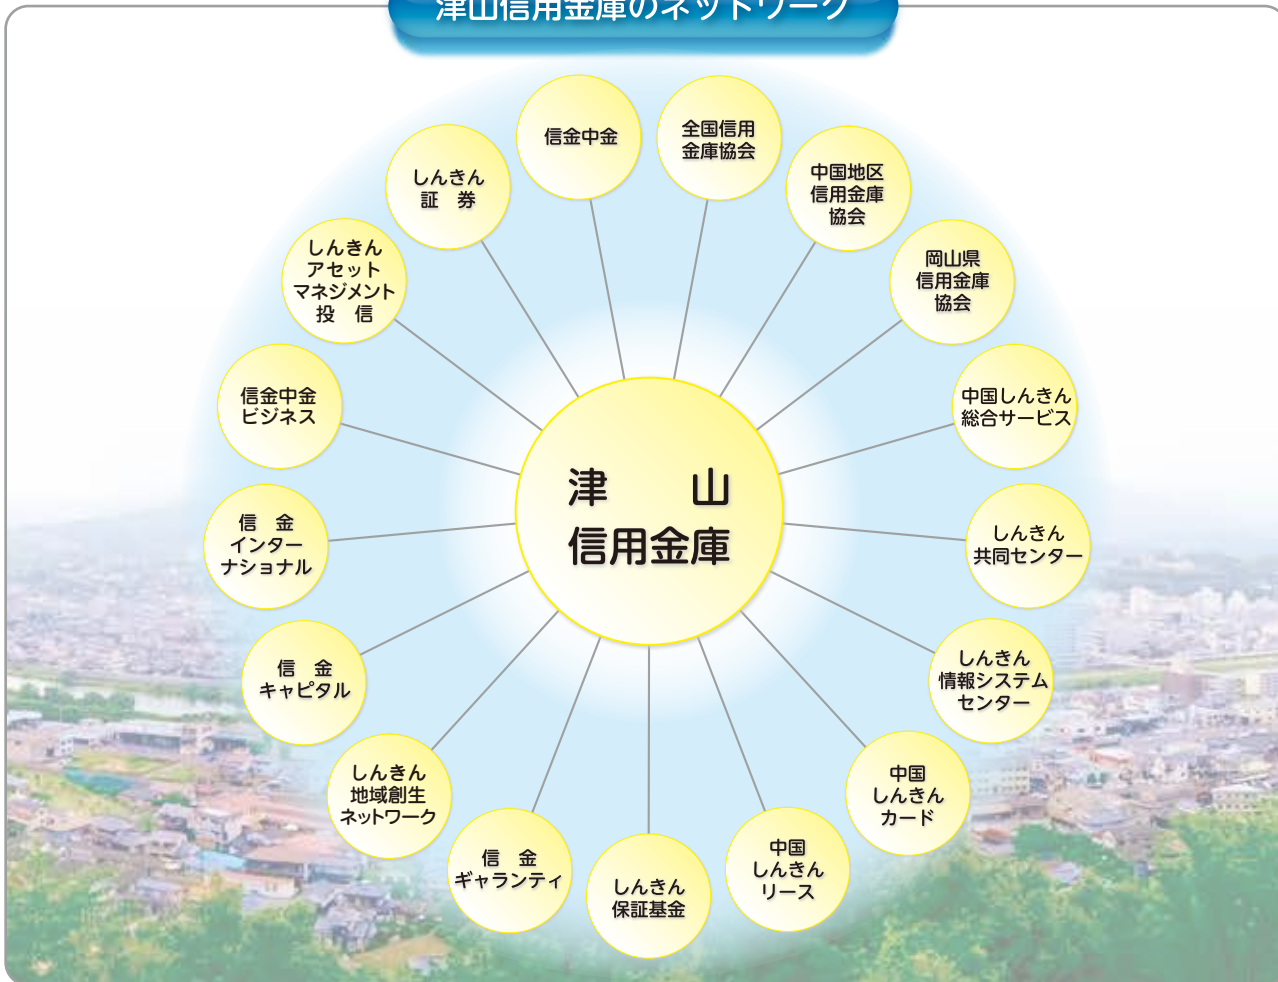 津山信用金庫のネットワーク
信金中金
全国信用
金庫協会
中国地区
信用金庫
協会
岡山県
信用金庫
協会
中国しんきん
総合サービス
しんきん
共同センター
しんきん
情報システム
センター
中国
しんきん
カード
中国
しんきん
リース
しんきん
保証基金
信　金
ギャランティ
しんきん
地域創生
ネットワーク
信　金
キャピタル
信　金
インター
ナショナル
信金中金
ビジネス
しんきん
アセット
マネジメント
投　信
しんきん
証　券
津　山
信用金庫